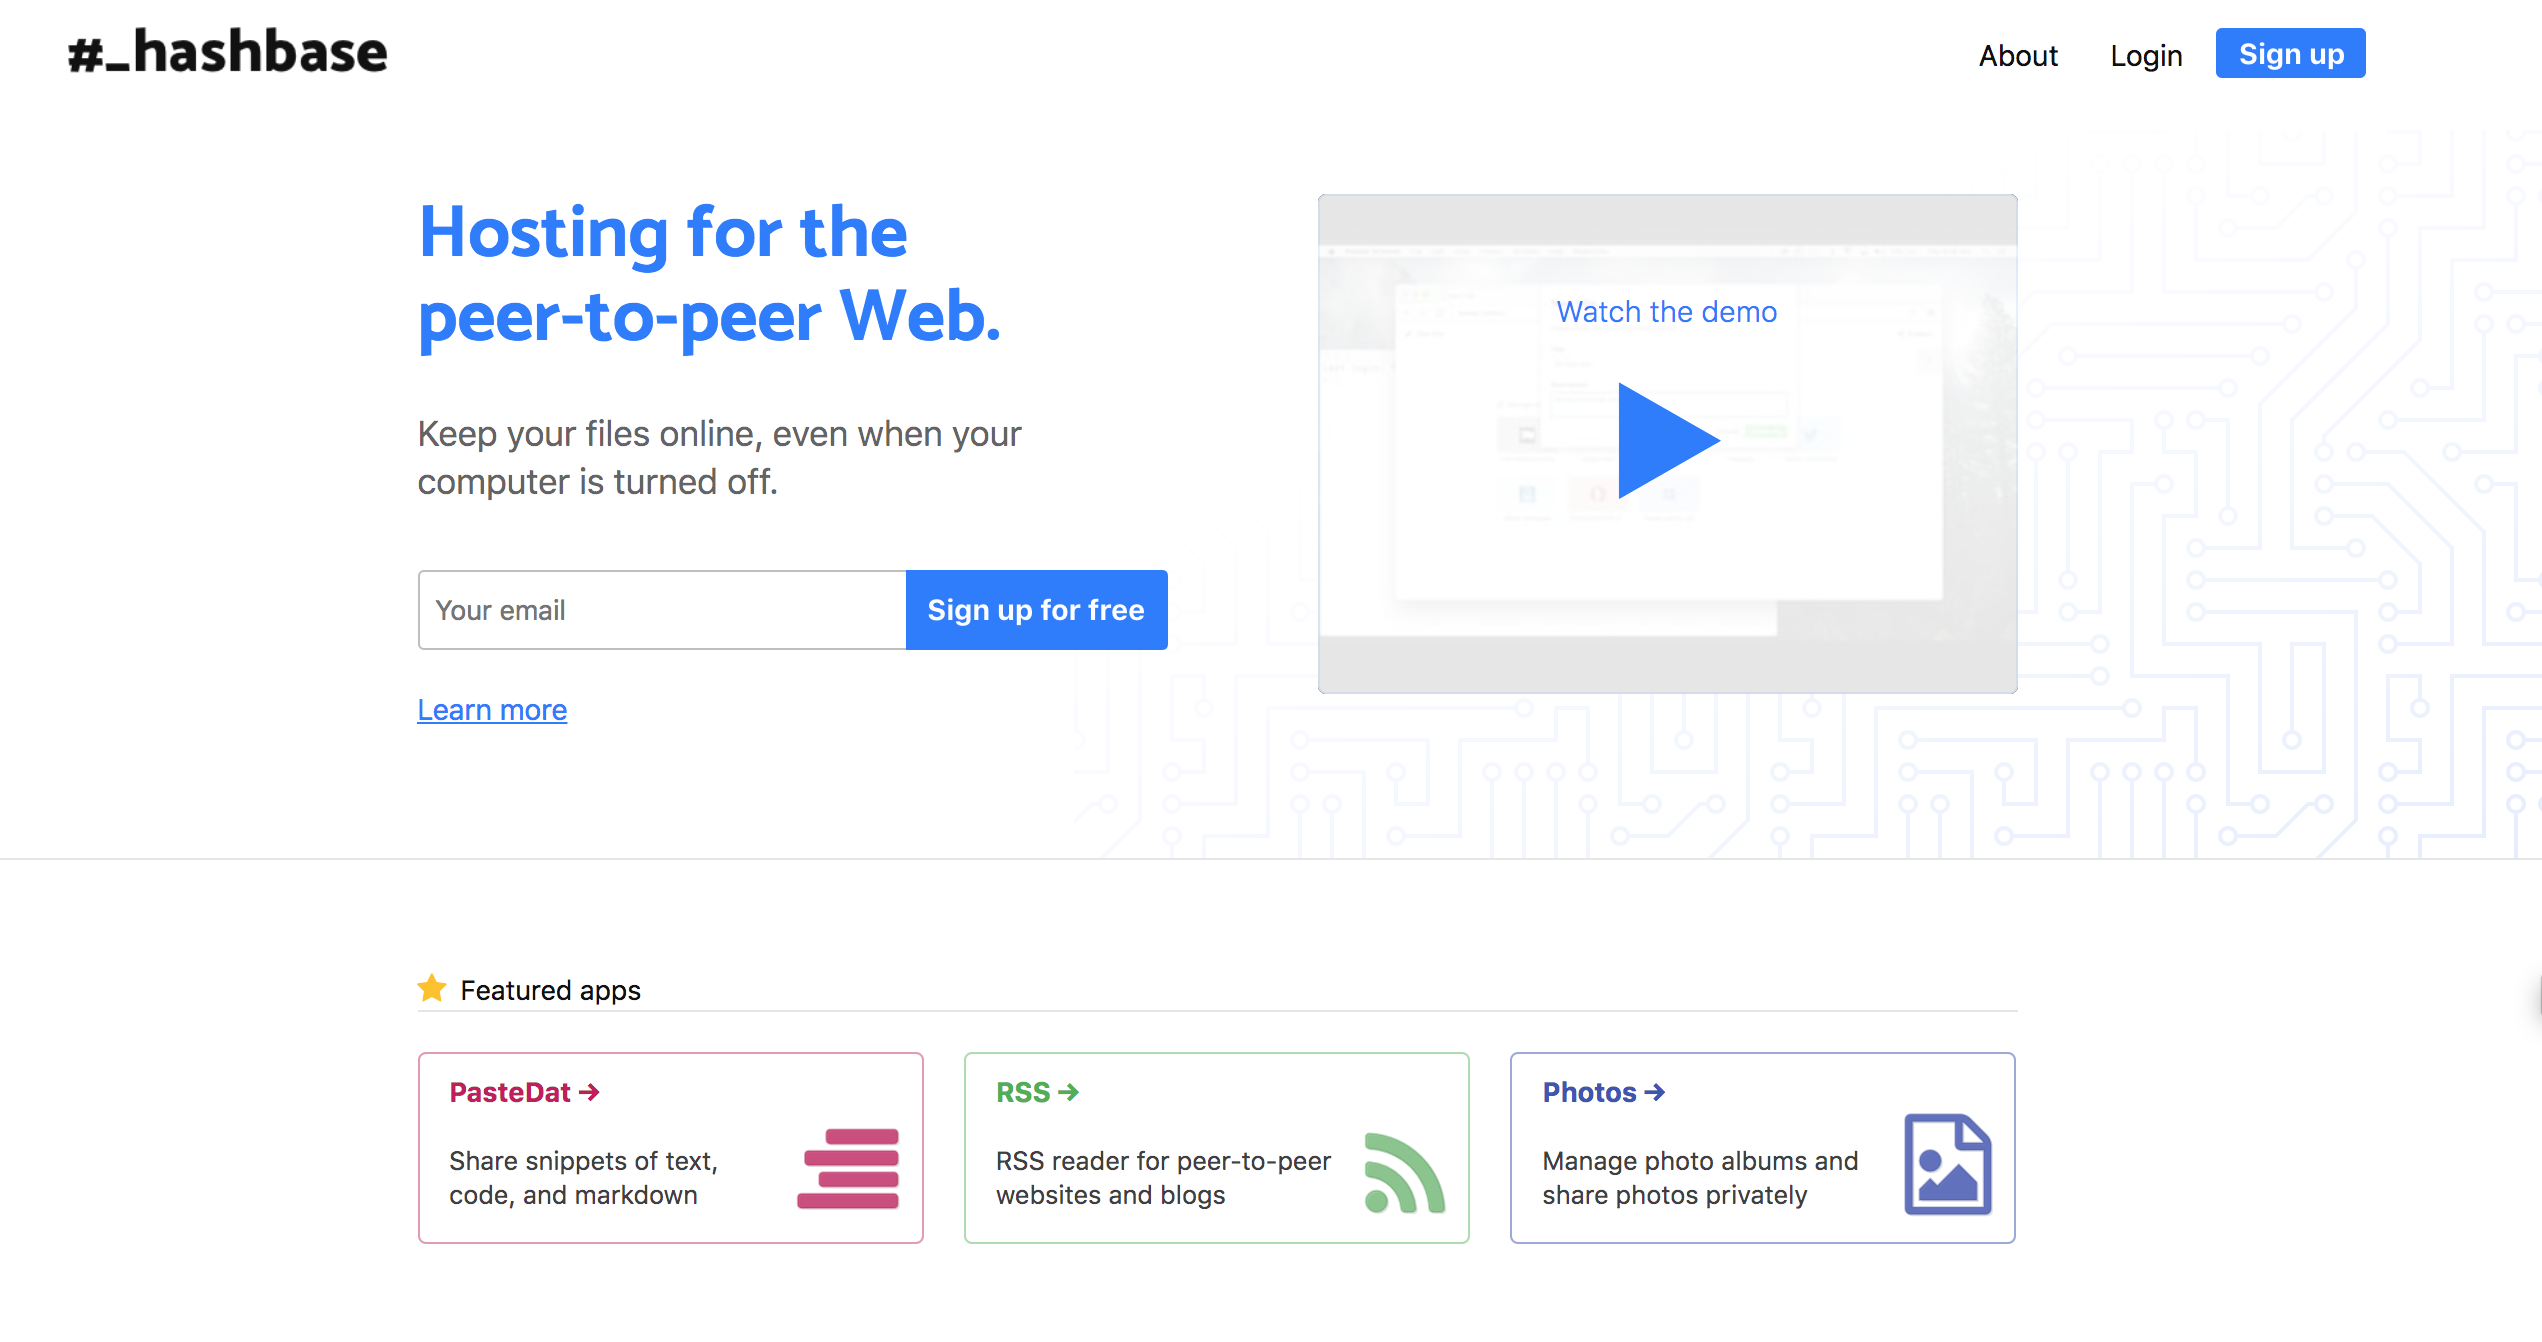 #_hashbase
About
Login
Sign up
Hosting for the
peer-to-peer Web.
Keep your files online, even when your
computer is turned off.
Your email
Sign up for free
Learn more
Watch the demo
Featured apps
PasteDat →
Share snippets of text,
code, and markdown
RSS →
RSS reader for peer-to-peer
websites and blogs
Photos →
Manage photo albums and
share photos privately